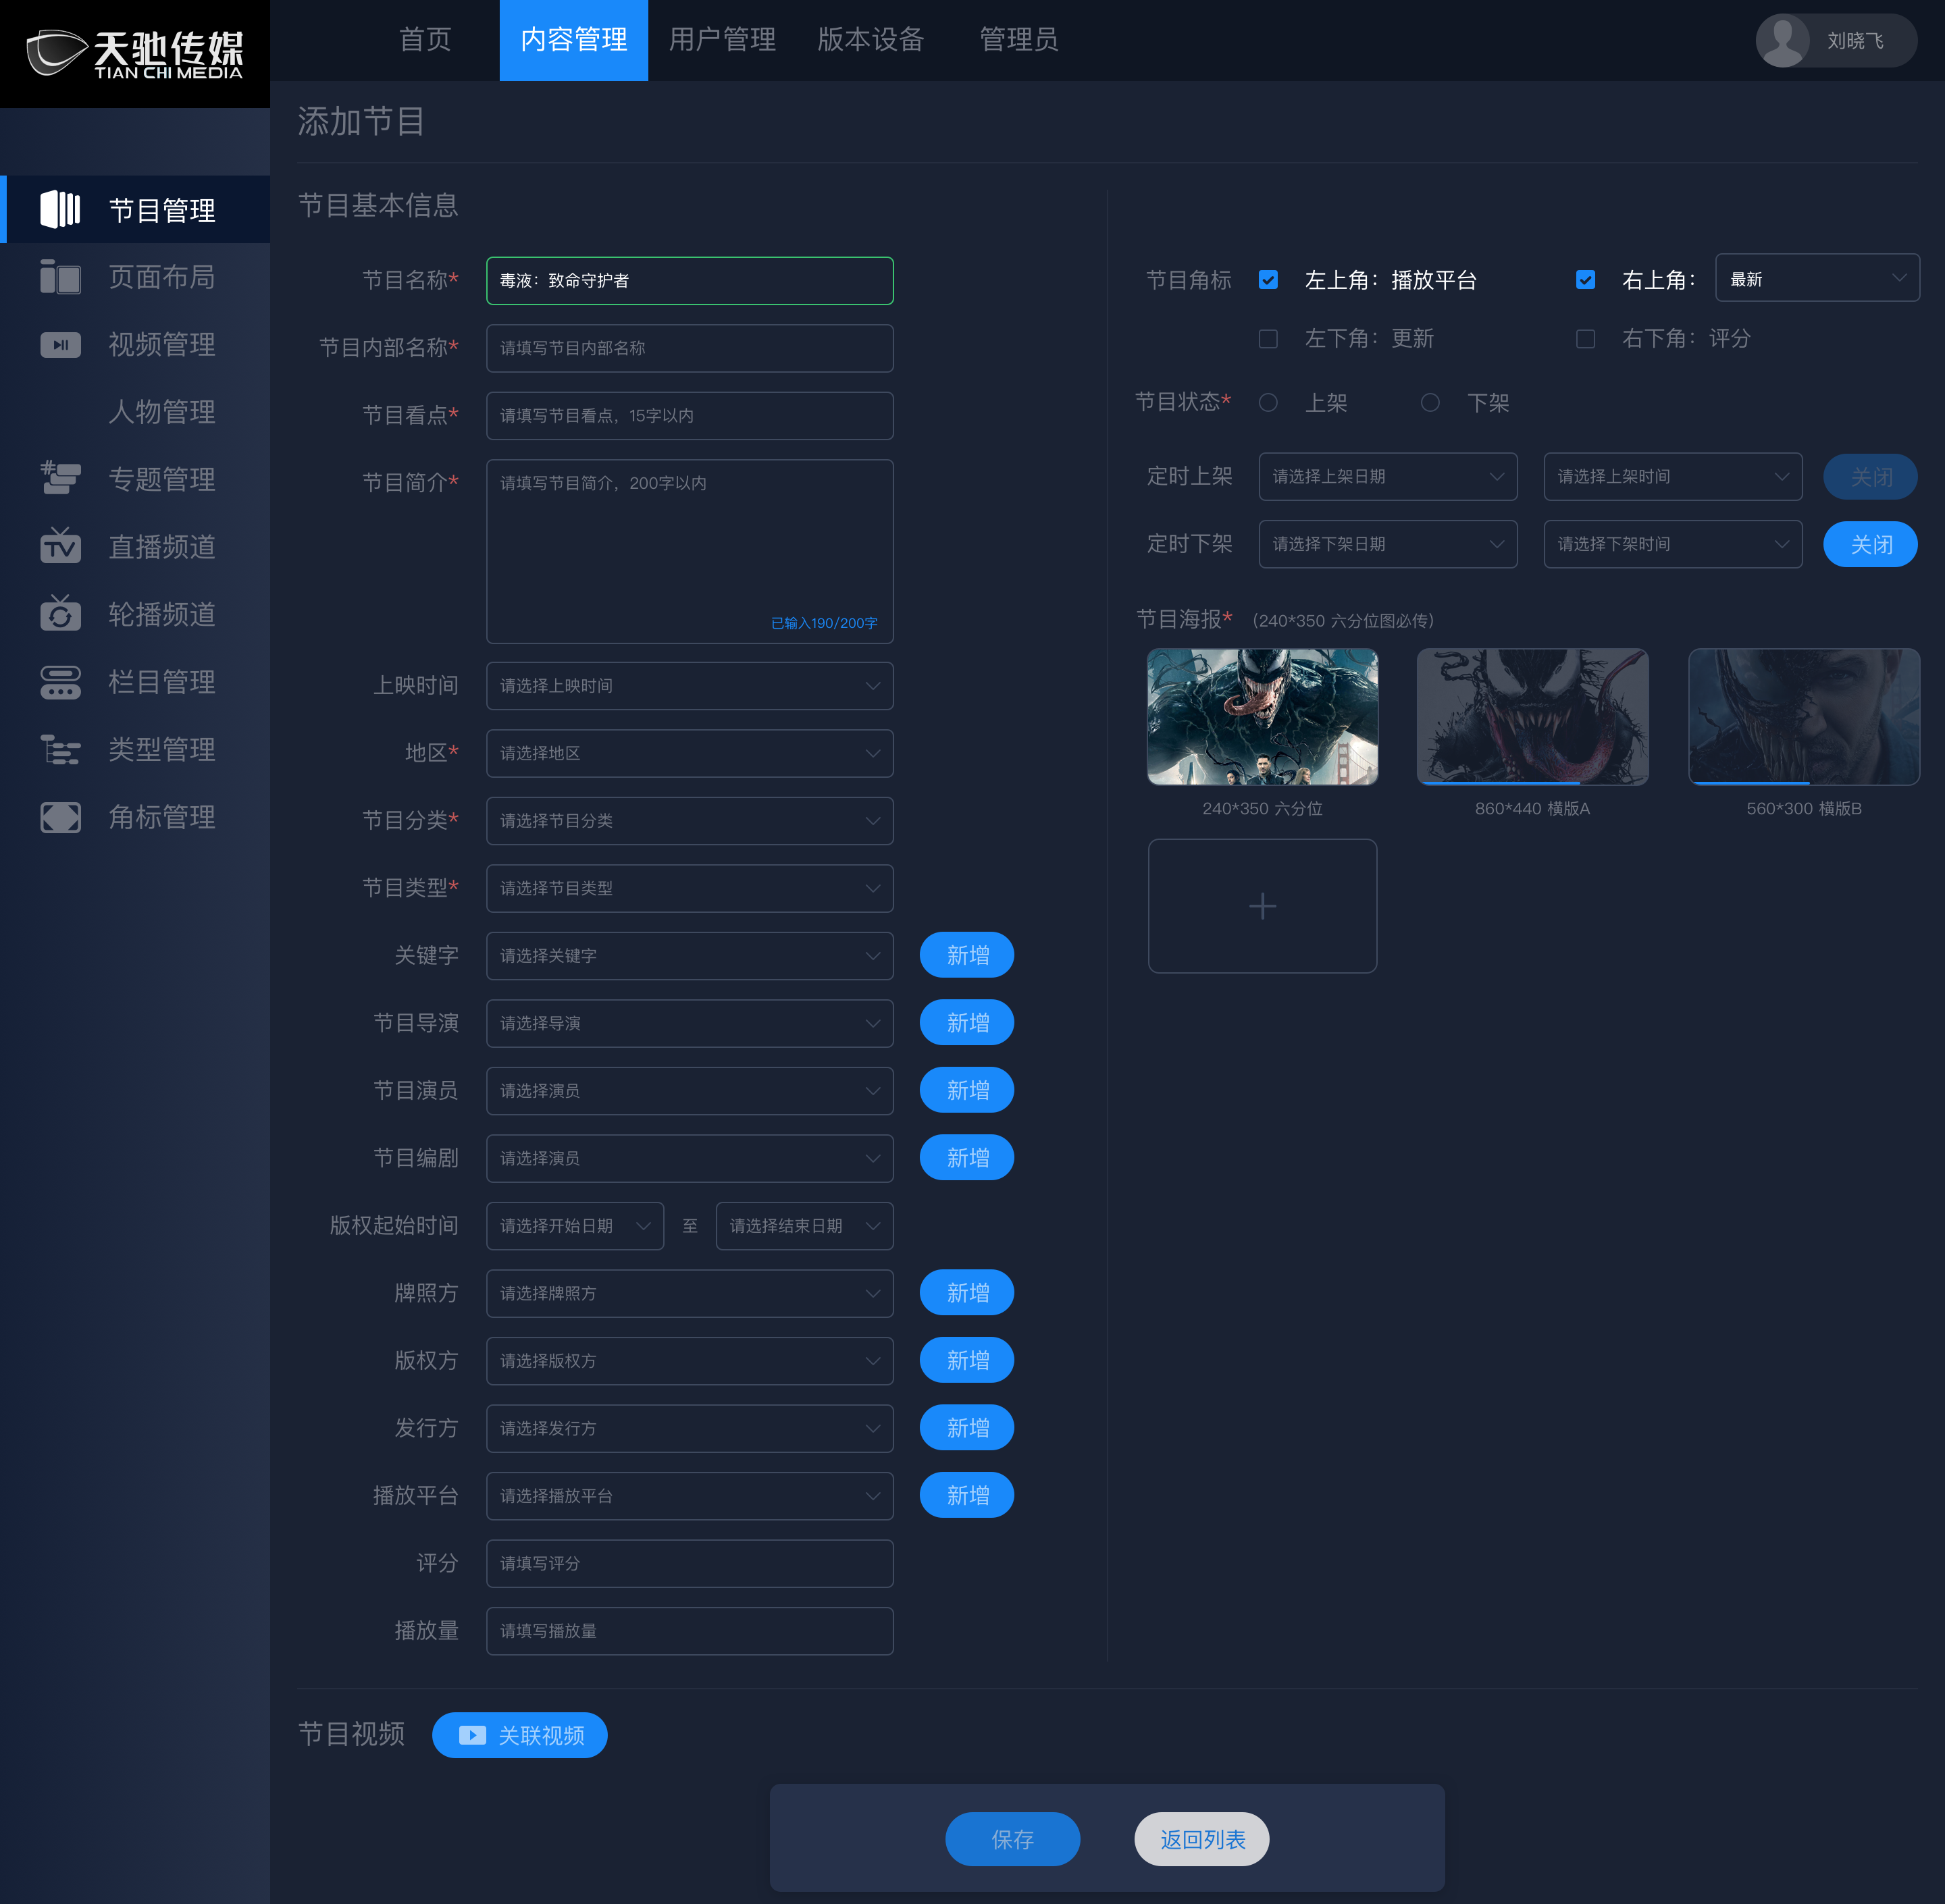 天驰传媒
TIAN CHI MEDIA
首页
内容管理
用户管理
版本设备
管理员
刘晓飞
节目管理
页面布局
视频管理
人物管理
专题管理
TV
直播频道
轮播频道
栏目管理
类型管理
角标管理
添加节目
节目基本信息
节目名称*
毒液：致命守护者
节目内部名称*
请填写节目内部名称
节目看点*
请填写节目看点，15字以内
节目简介*
请填写节目简介，200字以内
已输入190/200字
上映时间
请选择上映时间
地区*
请选择地区
节目分类*
请选择节目分类
节目类型*
请选择节目类型
关键字
请选择关键字
新增
节目导演
请选择导演
新增
节目演员
请选择演员
新增
节目编剧
请选择演员
新增
版权起始时间
请选择开始日期
至
请选择结束日期
牌照方
请选择牌照方
新增
版权方
请选择版权方
新增
发行方
请选择发行方
新增
播放平台
请选择播放平台
新增
评分
请填写评分
播放量
请填写播放量
节目角标
左上角：播放平台
右上角：
最新
左下角：更新
右下角：评分
节目状态*
上架
下架
定时上架
请选择上架日期
请选择上架时间
关闭
定时下架
请选择下架日期
请选择下架时间
关闭
节目海报*（240*350 六分位图必传）
240*350 六分位
860*440 横版A
560*300 横版B
节目视频
关联视频
保存
返回列表